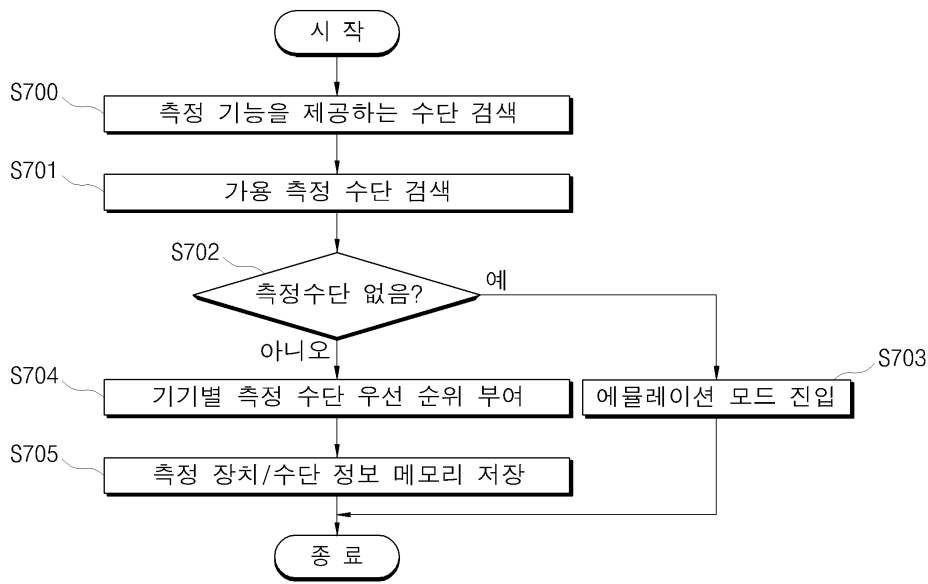 시 작
S700
측정 기능을 제공하는 수단 검색
S701
가용 측정 수단 검색
S702
측정수단 없음?
예
아니오
S703
에뮬레이션 모드 진입
S704
기기별 측정 수단 우선 순위 부여
S705
측정 장치/수단 정보 메모리 저장
종 료